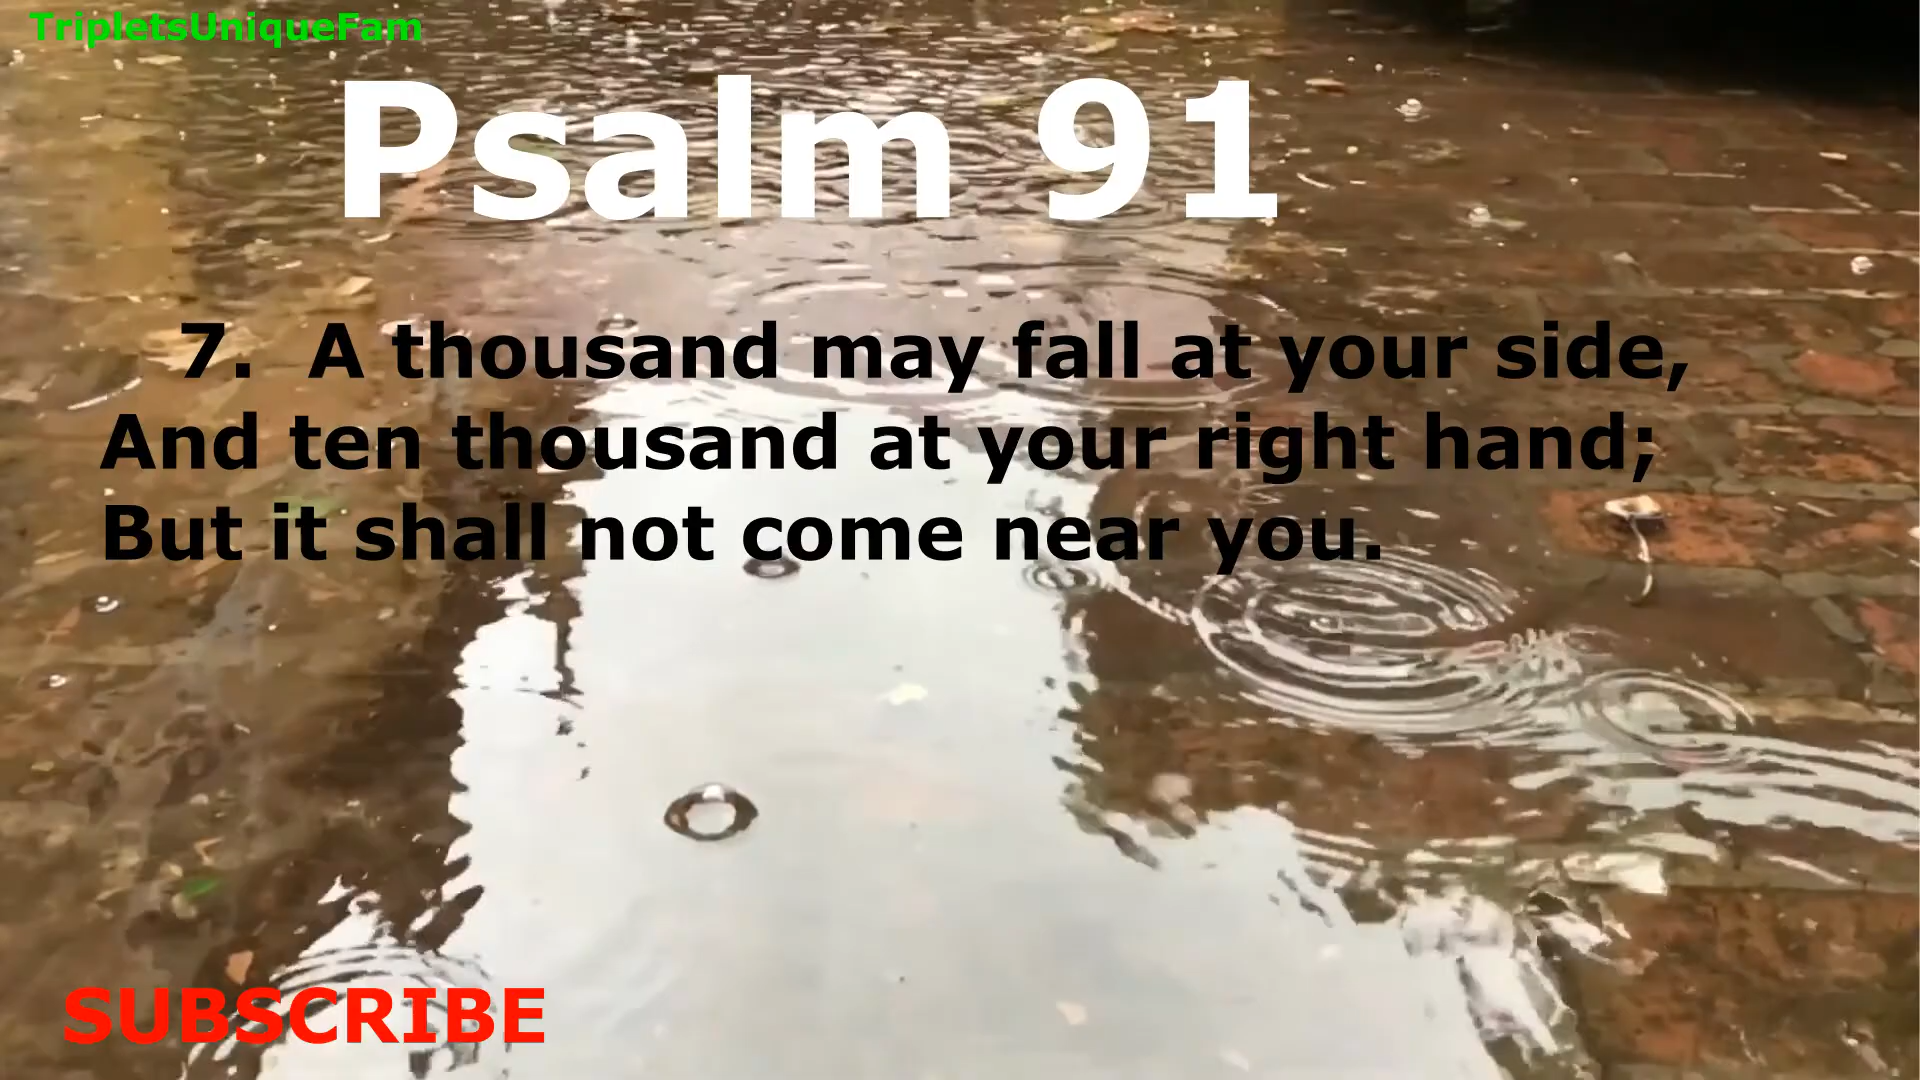 TripletsUniqueFam
Psalm 91
7. A thousand may fall at your side,
And ten thousand at your right hand;
But it shall not come near you.
SUBSCRIBE